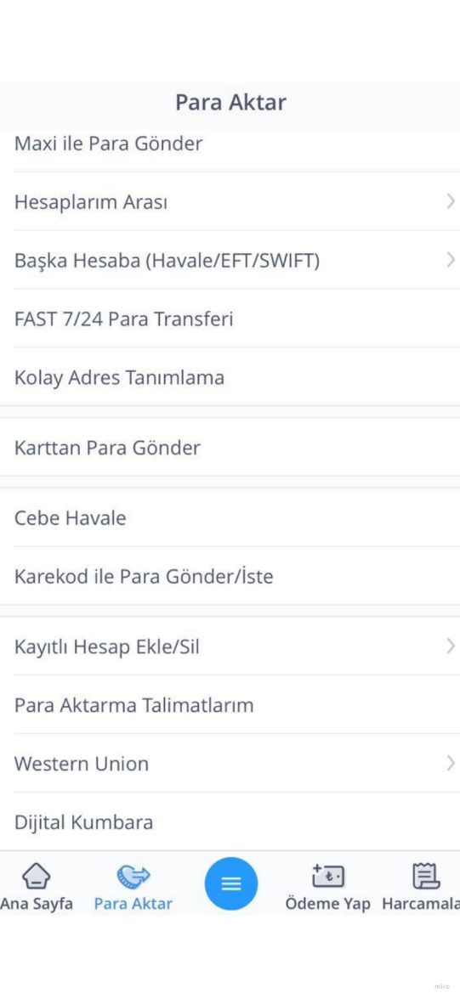 Para Aktar
Maxi ile Para Gönder
Hesaplarım Arası
Başka Hesaba (Havale/EFT/SWIFT)
FAST 7/24 Para Transferi
Kolay Adres Tanımlama
Karttan Para Gönder
Cebe Havale
Karekod ile Para Gönder/İste
Kayıtlı Hesap Ekle/Sil
Para Aktarma Talimatlarım
Western Union
Dijital Kumbara
Ana Sayfa
Para Aktar
Ödeme Yap
Harcamala
miro